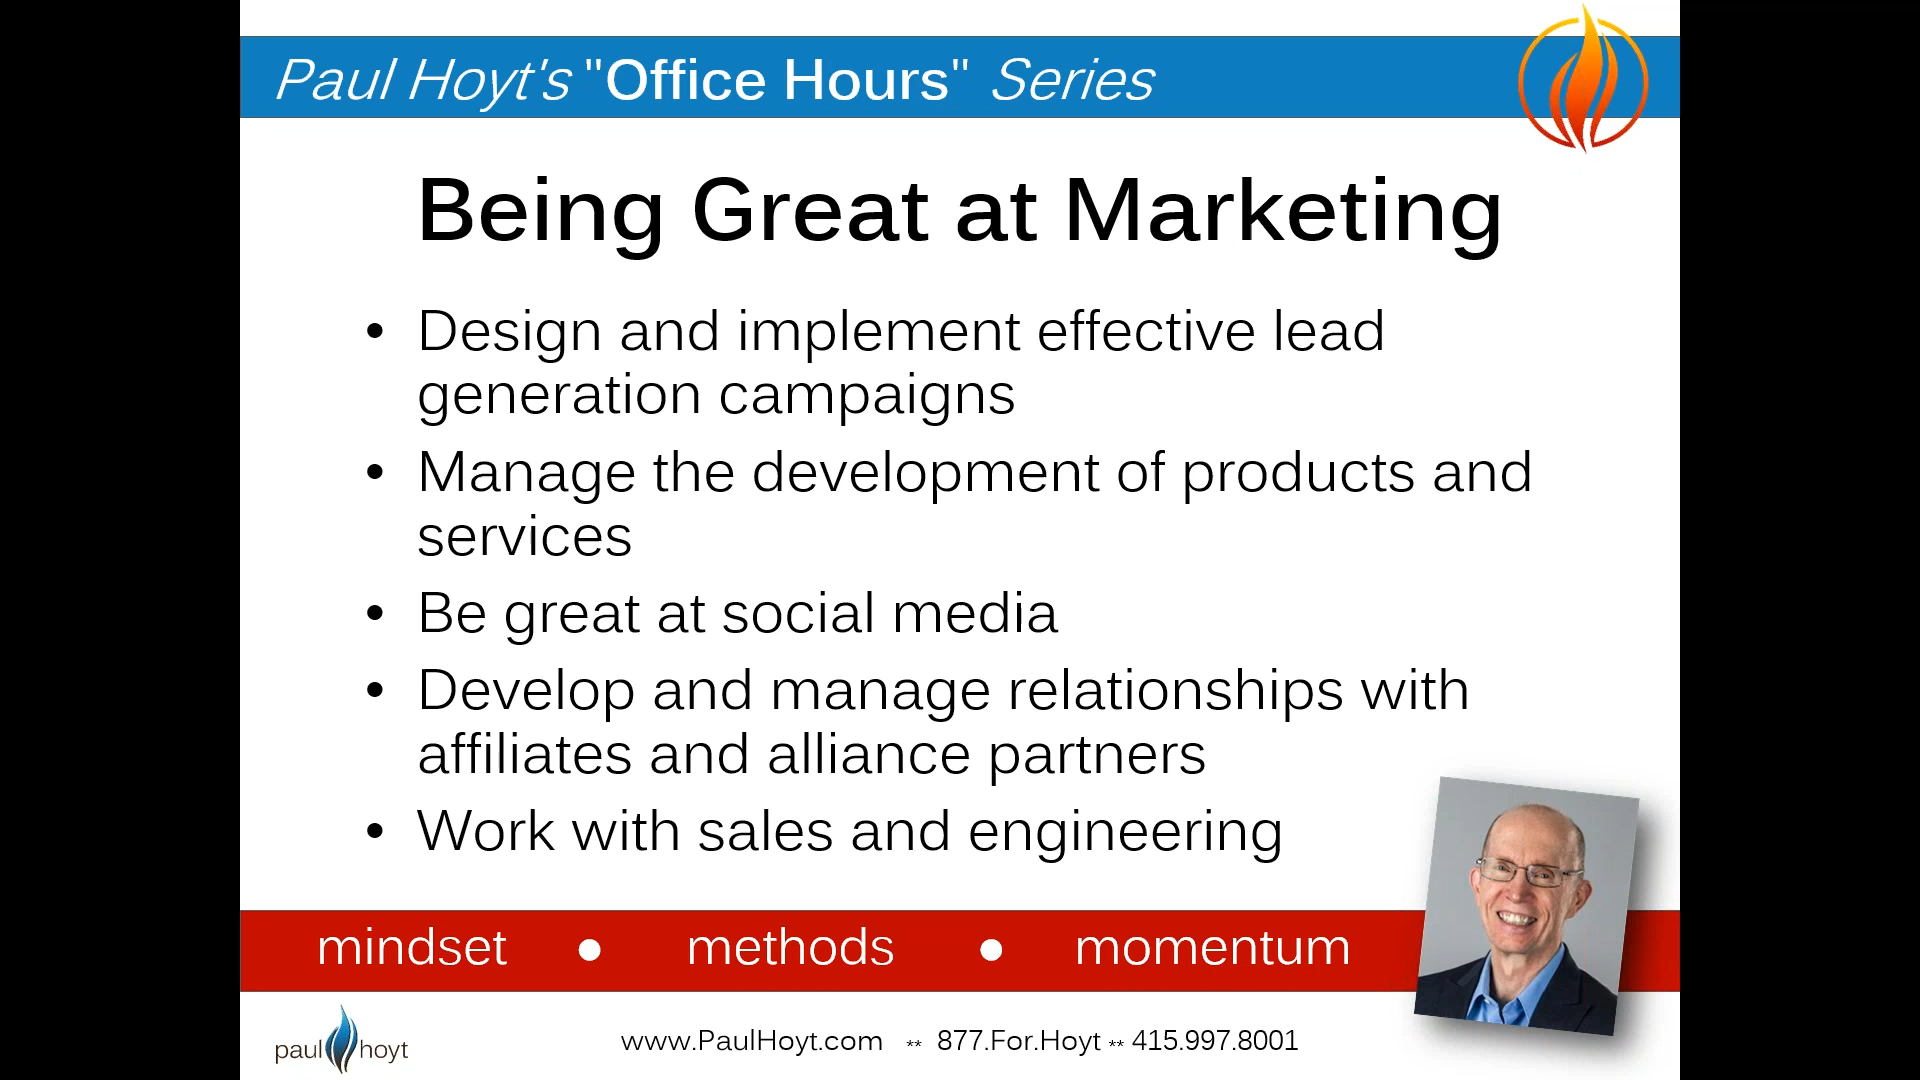 Paul Hoyt's "Office Hours" Series
Being Great at Marketing
• Design and implement effective lead
generation campaigns
• Manage the development of products and
services
• Be great at social media
• Develop and manage relationships with
affiliates and alliance partners
• Work with sales and engineering
mindset • methods • momentum
paul hoyt
www.PaulHoyt.com ** 877.For.Hoyt ** 415.997.8001